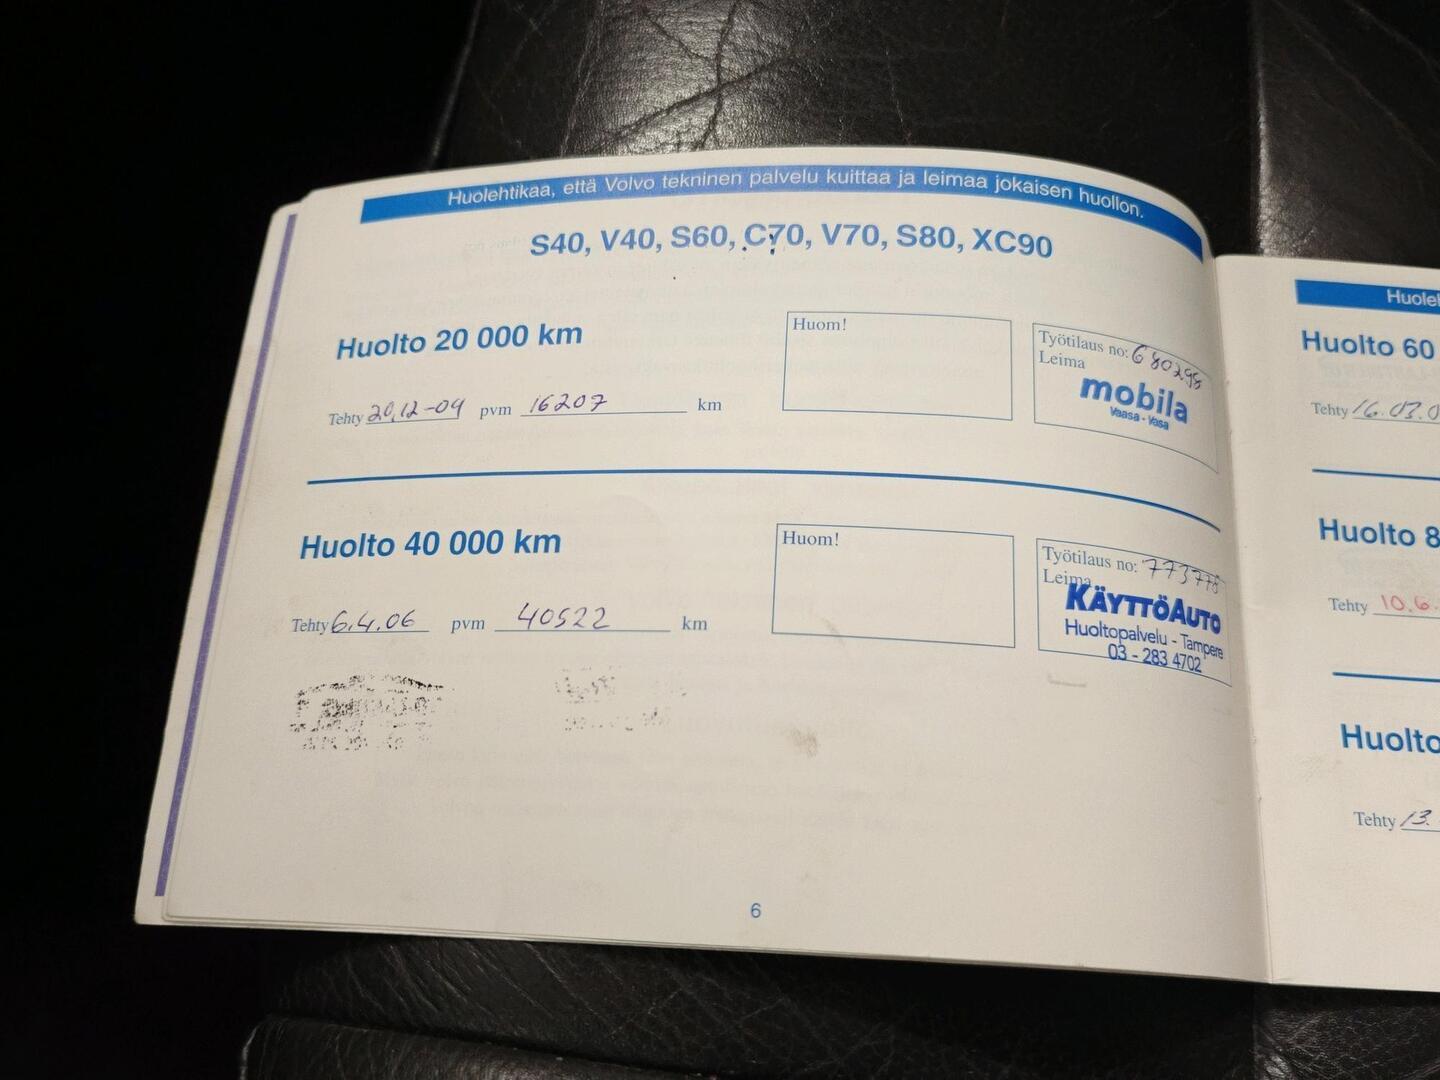 Huolehtikaa, että Volvo tekninen palvelu kuittaa ja leimaa jokaisen huollon.
S40, V40, S60, C70, V70, S80, XC90
Huolto 20 000 km
Huom!
Työtilaus no: 680298
Leima
mobila
Vaasa - Vasa
Tehty 20,12-04 pvm 16207 km
Huolto 40 000 km
Huom!
Työtilaus no: 773778
Leima
KÄYTTÖAUTO
Huoltopalvelu - Tampere
03 - 283 4702
Tehty 6.4.06 pvm 40522 km
6
Huolto 60
Tehty 16.03.0
Huolto 8
Tehty 10.6.
Huolto
Tehty 13.